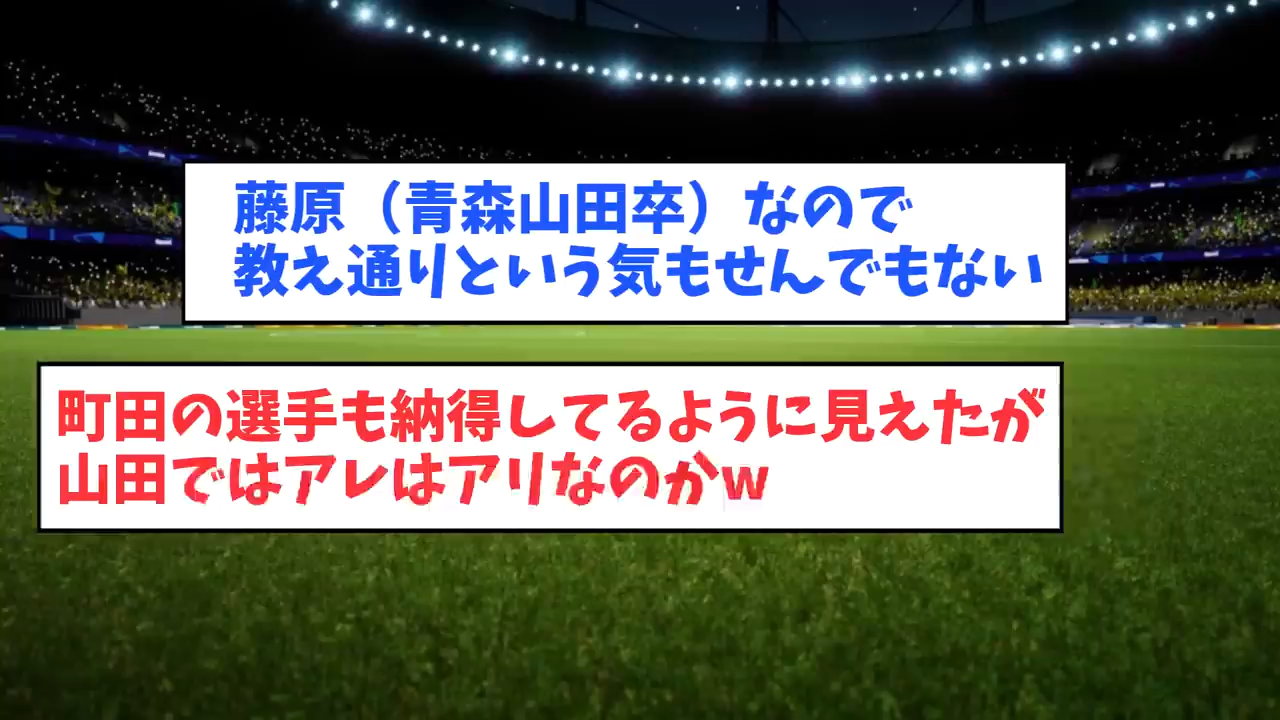 藤原（青森山田卒）なので
教え通りという気もせんでもない
町田の選手も納得してるように見えたが
山田ではアレはアリなのかw